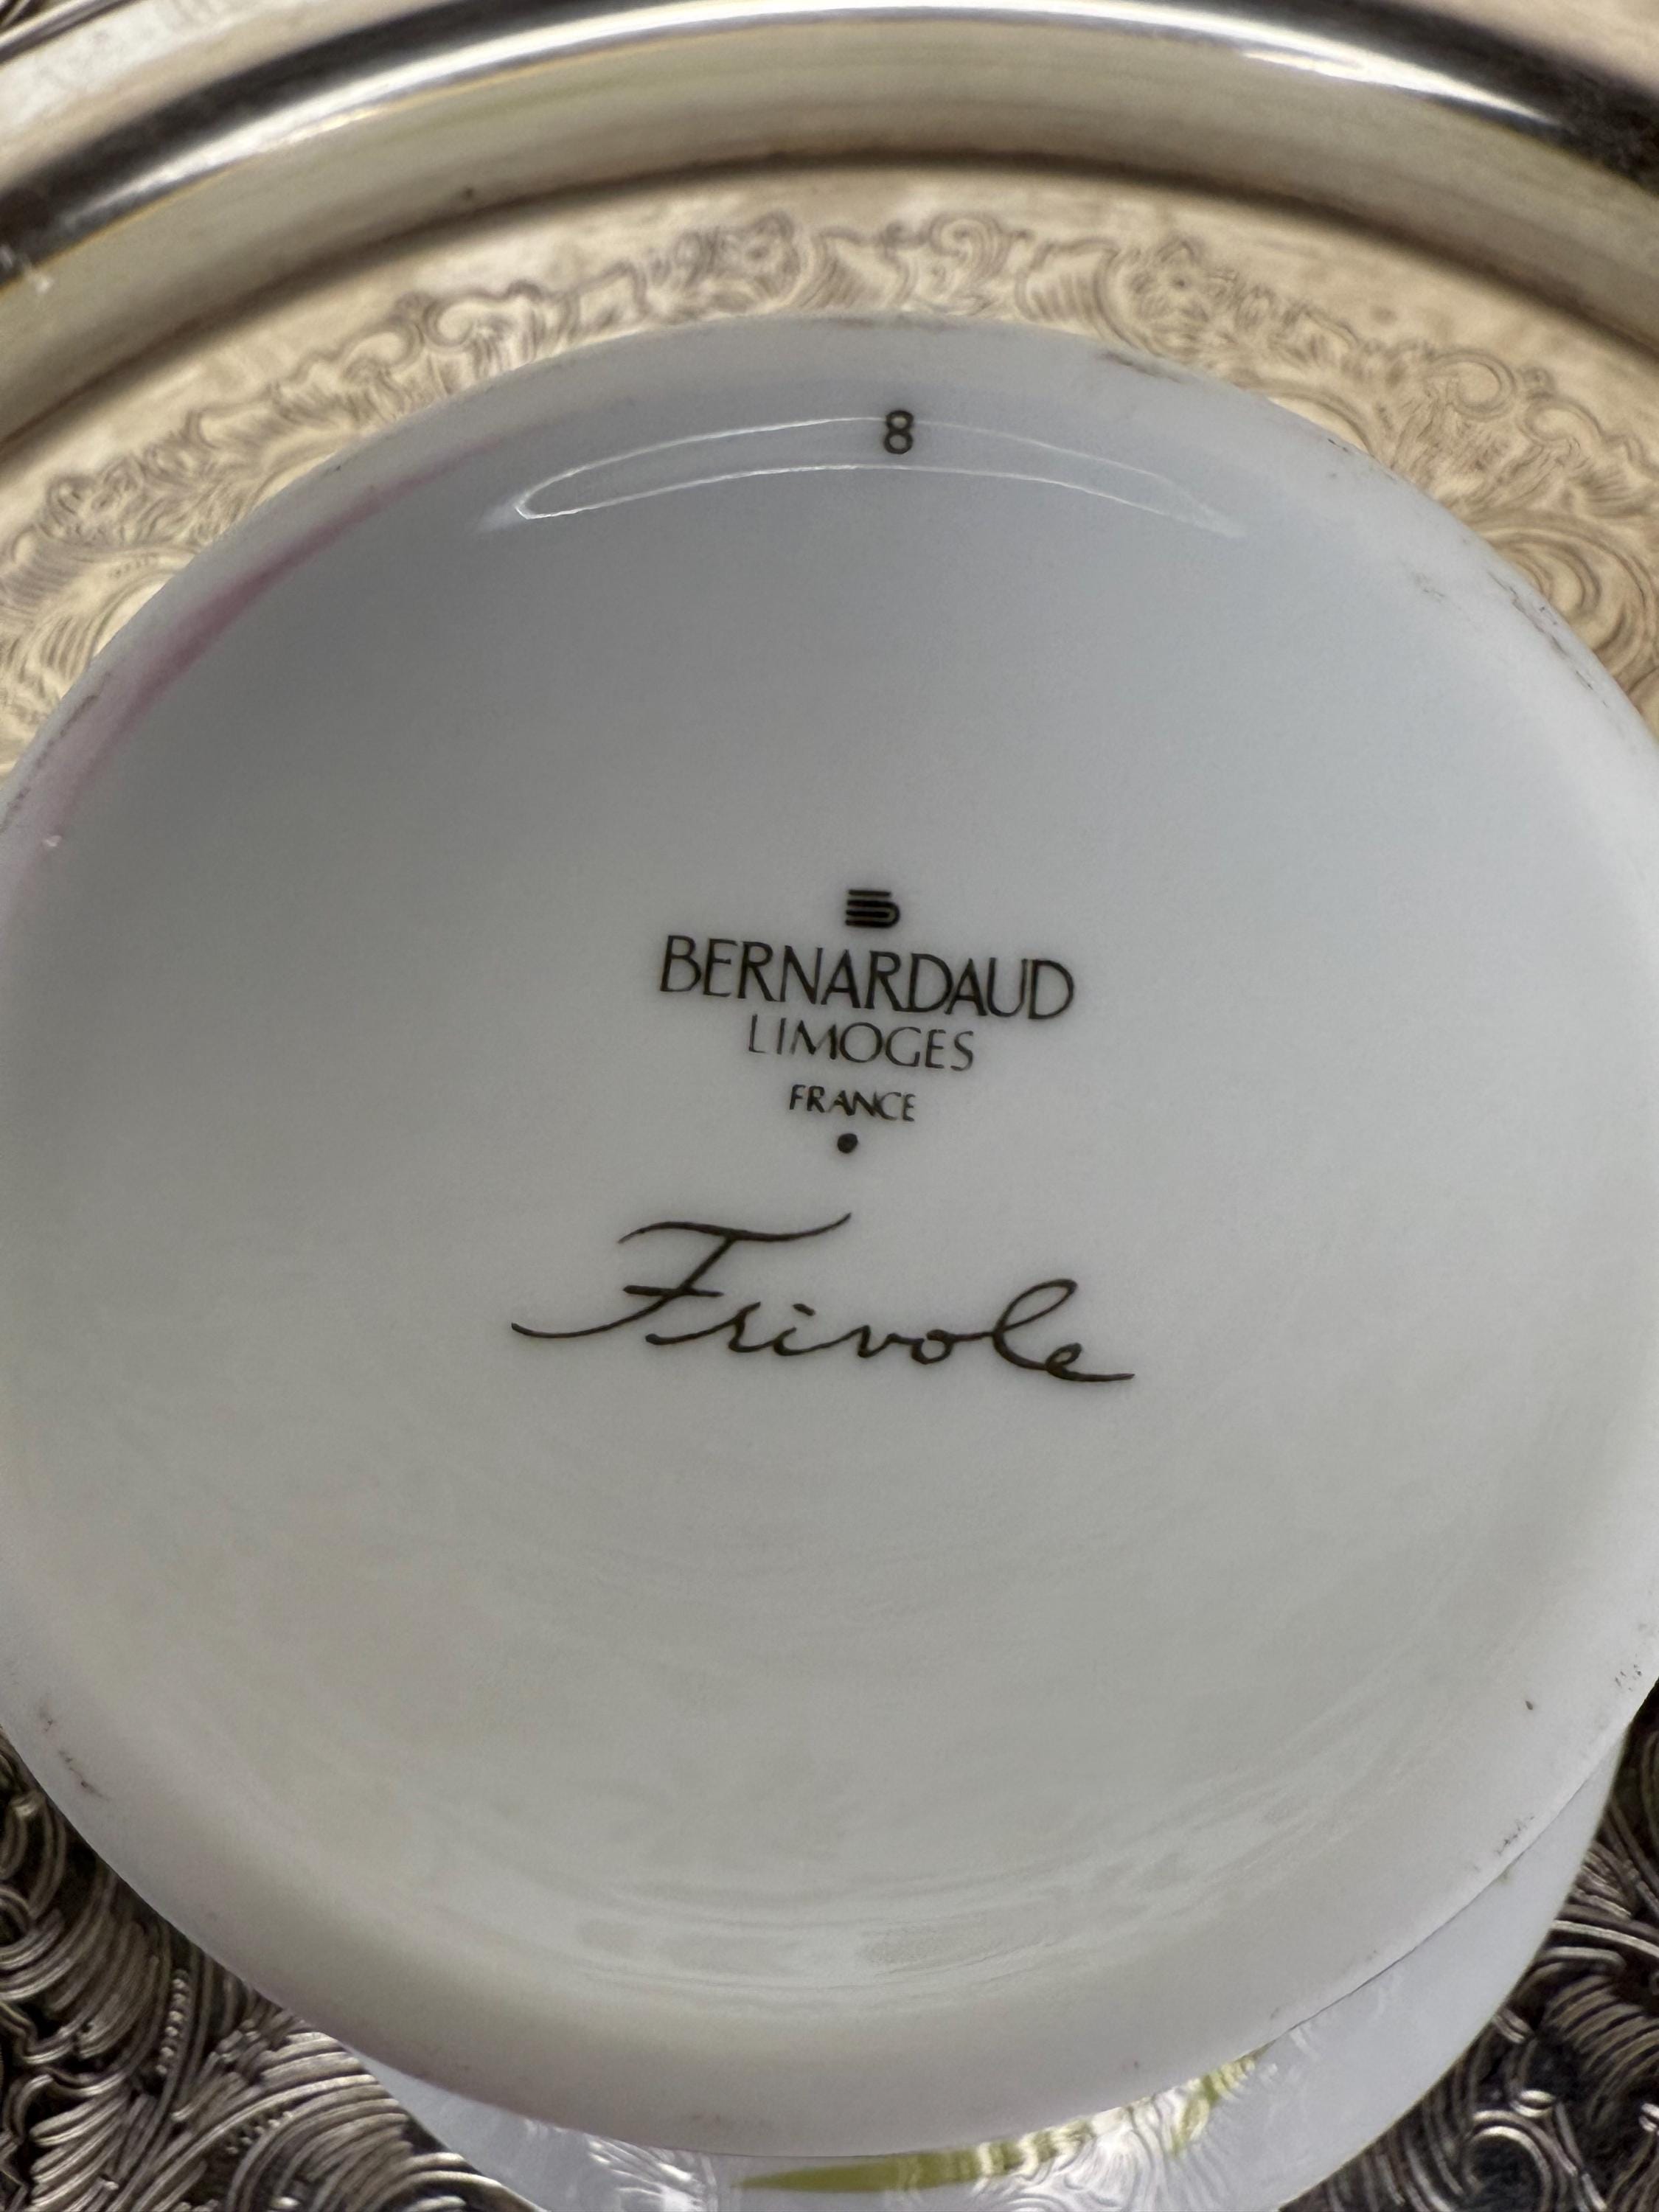 8
BERNARDAUD
LIMOGES
FRANCE
Frivole